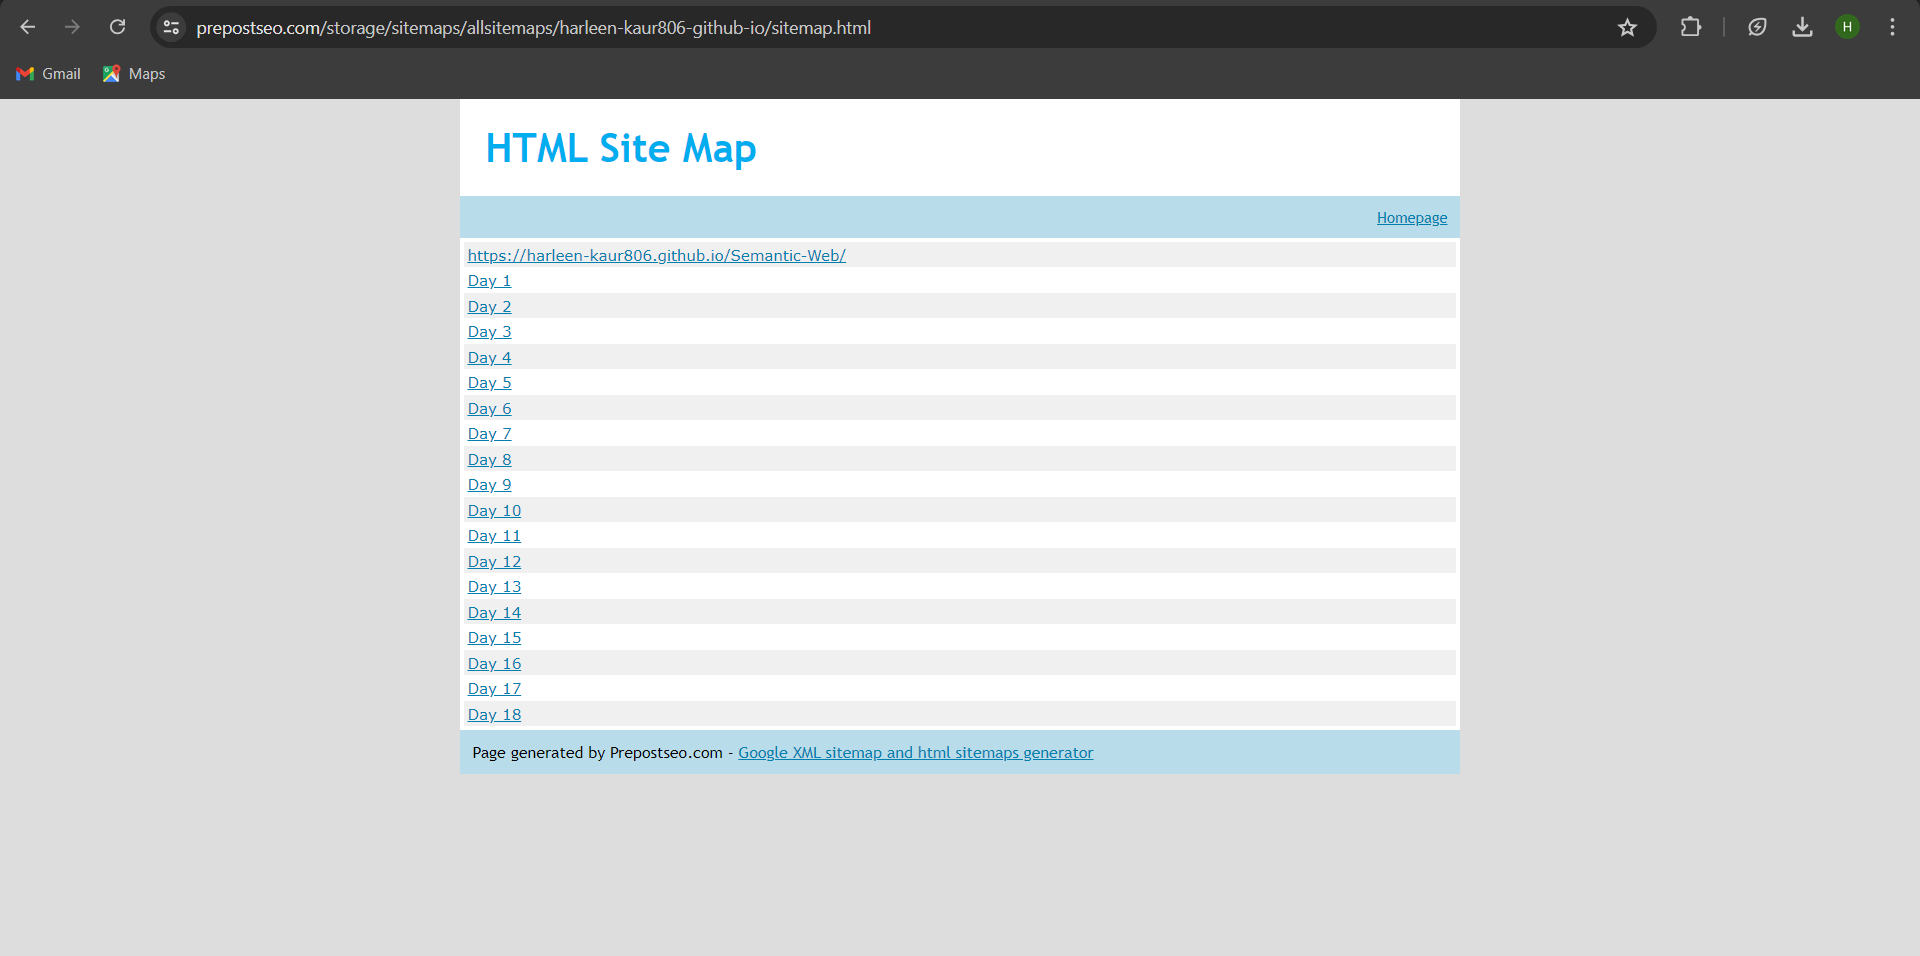 prepostseo.com/storage/sitemaps/allsitemaps/harleen-kaur806-github-io/sitemap.html
H
Gmail Maps
HTML Site Map
Homepage
https://harleen-kaur806.github.io/Semantic-Web/
Day 1
Day 2
Day 3
Day 4
Day 5
Day 6
Day 7
Day 8
Day 9
Day 10
Day 11
Day 12
Day 13
Day 14
Day 15
Day 16
Day 17
Day 18
Page generated by Prepostseo.com - Google XML sitemap and html sitemaps generator